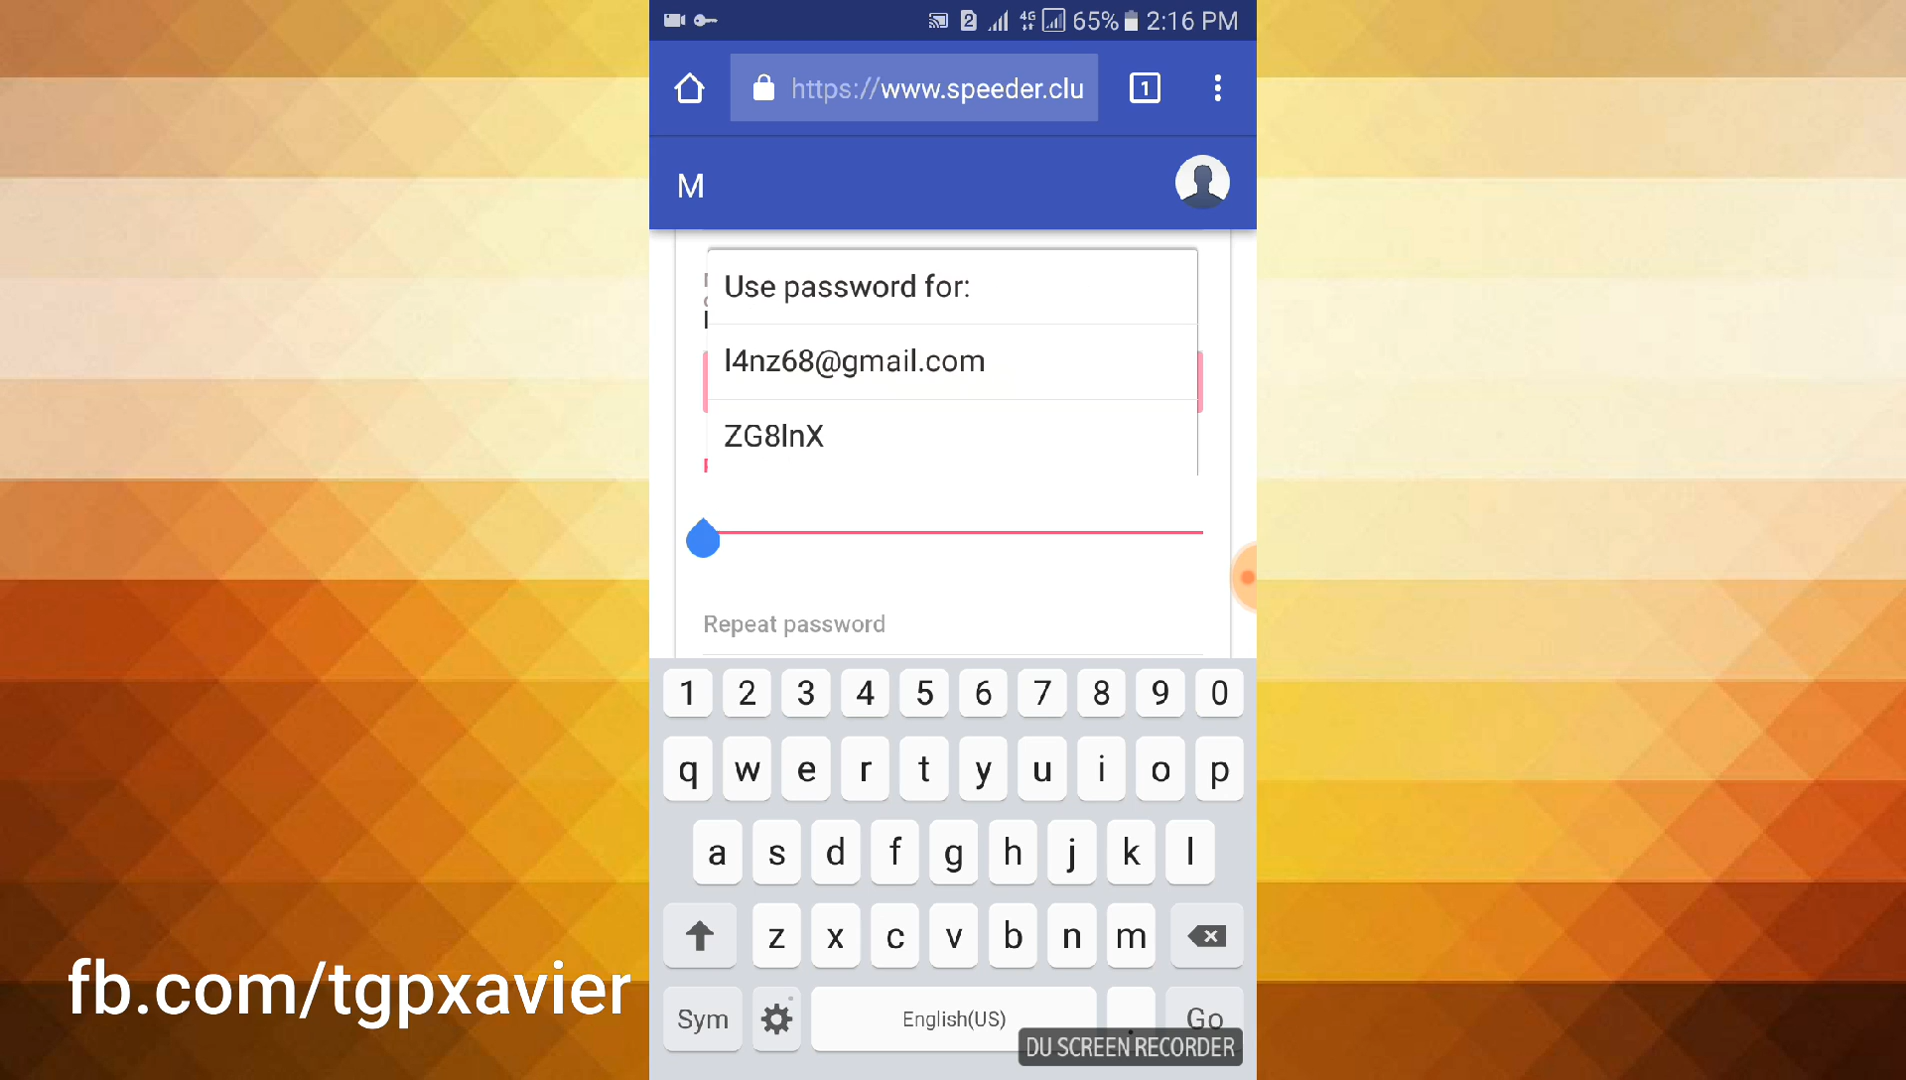 2 4G 65% 2:16 PM
https://www.speeder.clu 1
M
Use password for:
l4nz68@gmail.com
ZG8lnX
Repeat password
1 2 3 4 5 6 7 8 9 0
q w e r t y u i o p
a s d f g h j k l
z x c v b n m
Sym English(US) . Go
DU SCREEN RECORDER
fb.com/tgpxavier